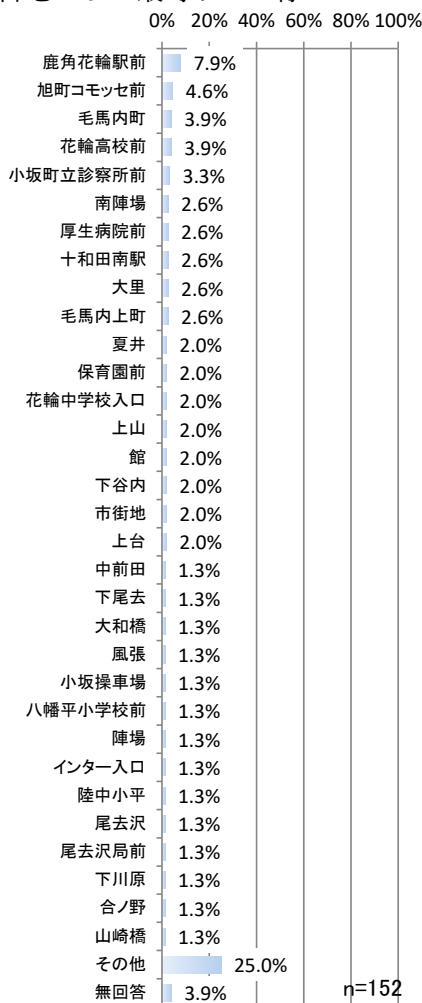 0% 20% 40% 60% 80% 100%
鹿角花輪駅前 7.9%
旭町コモッセ前 4.6%
毛馬内町 3.9%
花輪高校前 3.9%
小坂町立診察所前 3.3%
南陣場 2.6%
厚生病院前 2.6%
十和田南駅 2.6%
大里 2.6%
毛馬内上町 2.6%
夏井 2.0%
保育園前 2.0%
花輪中学校入口 2.0%
上山 2.0%
館 2.0%
下谷内 2.0%
市街地 2.0%
上台 2.0%
中前田 1.3%
下尾去 1.3%
大和橋 1.3%
風張 1.3%
小坂操車場 1.3%
八幡平小学校前 1.3%
陣場 1.3%
インター入口 1.3%
陸中小平 1.3%
尾去沢 1.3%
尾去沢局前 1.3%
下川原 1.3%
合ノ野 1.3%
山崎橋 1.3%
その他 25.0%
無回答 3.9% n=152